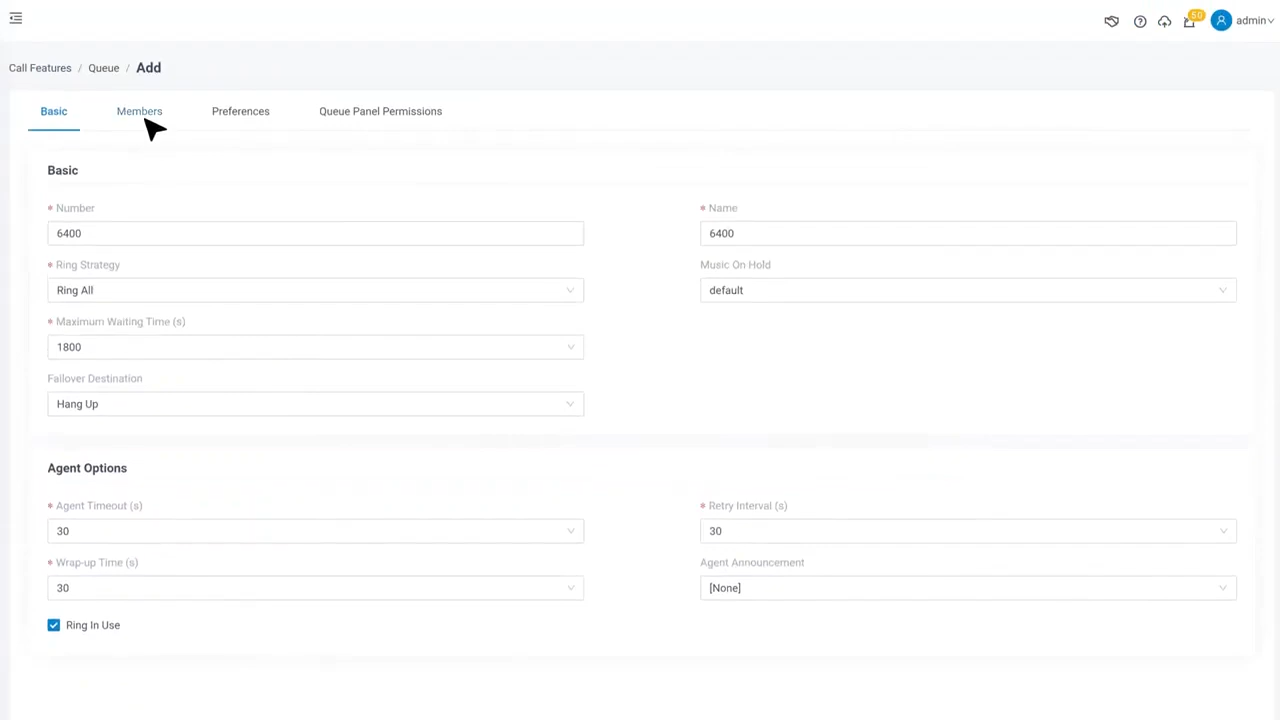 50
admin
Call Features / Queue / Add
Basic Members Preferences Queue Panel Permissions
Basic
* Number * Name
6400 6400
* Ring Strategy Music On Hold
Ring All default
* Maximum Waiting Time (s)
1800
Failover Destination
Hang Up
Agent Options
* Agent Timeout (s) * Retry Interval (s)
30 30
* Wrap-up Time (s) Agent Announcement
30 [None]
Ring In Use